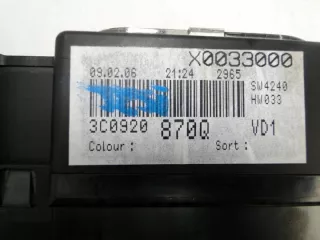 X0033000
09.02.06 21:24 2965
SW4240
HW033
3C0920 870Q VD1
Colour : Sort :